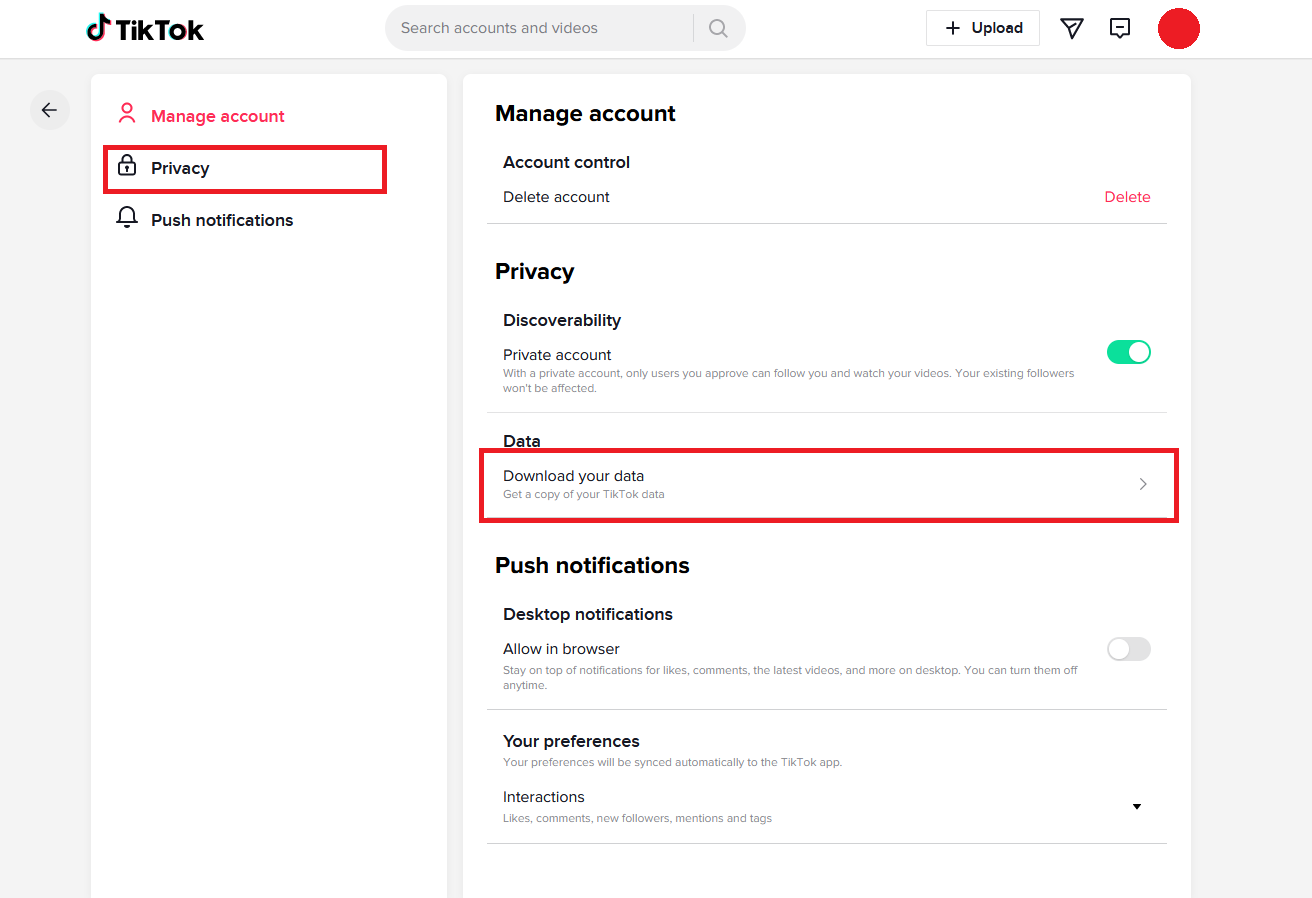 TikTok
Search accounts and videos
Upload
Manage account
Privacy
Push notifications
Manage account
Account control
Delete account
Delete
Privacy
Discoverability
Private account
With a private account, only users you approve can follow you and watch your videos. Your existing followers
won't be affected.
Data
Download your data
Get a copy of your TikTok data
Push notifications
Desktop notifications
Allow in browser
Stay on top of notifications for likes, comments, the latest videos, and more on desktop. You can turn them off
anytime.
Your preferences
Your preferences will be synced automatically to the TikTok app.
Interactions
Likes, comments, new followers, mentions and tags